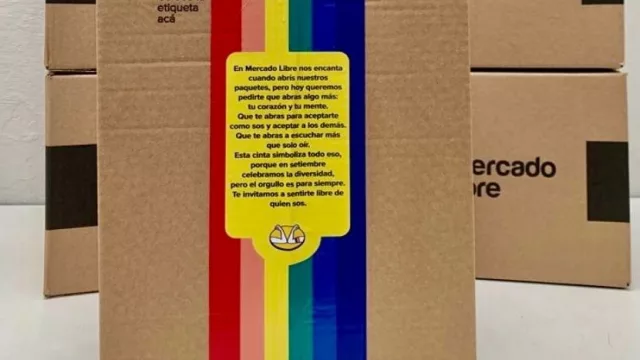 etiqueta
acá
En Mercado Libre nos encanta
cuando abrís nuestros
paquetes, pero hoy queremos
pedirte que abras algo más:
tu corazón y tu mente.
Que te abras para aceptarte
como sos y aceptar a los demás.
Que te abras a escuchar más
que solo oír.
Esta cinta simboliza todo eso,
porque en setiembre
celebramos la diversidad,
pero el orgullo es para siempre.
Te invitamos a sentirte libre de
quien sos.
ercado
Libre
mercado
bre